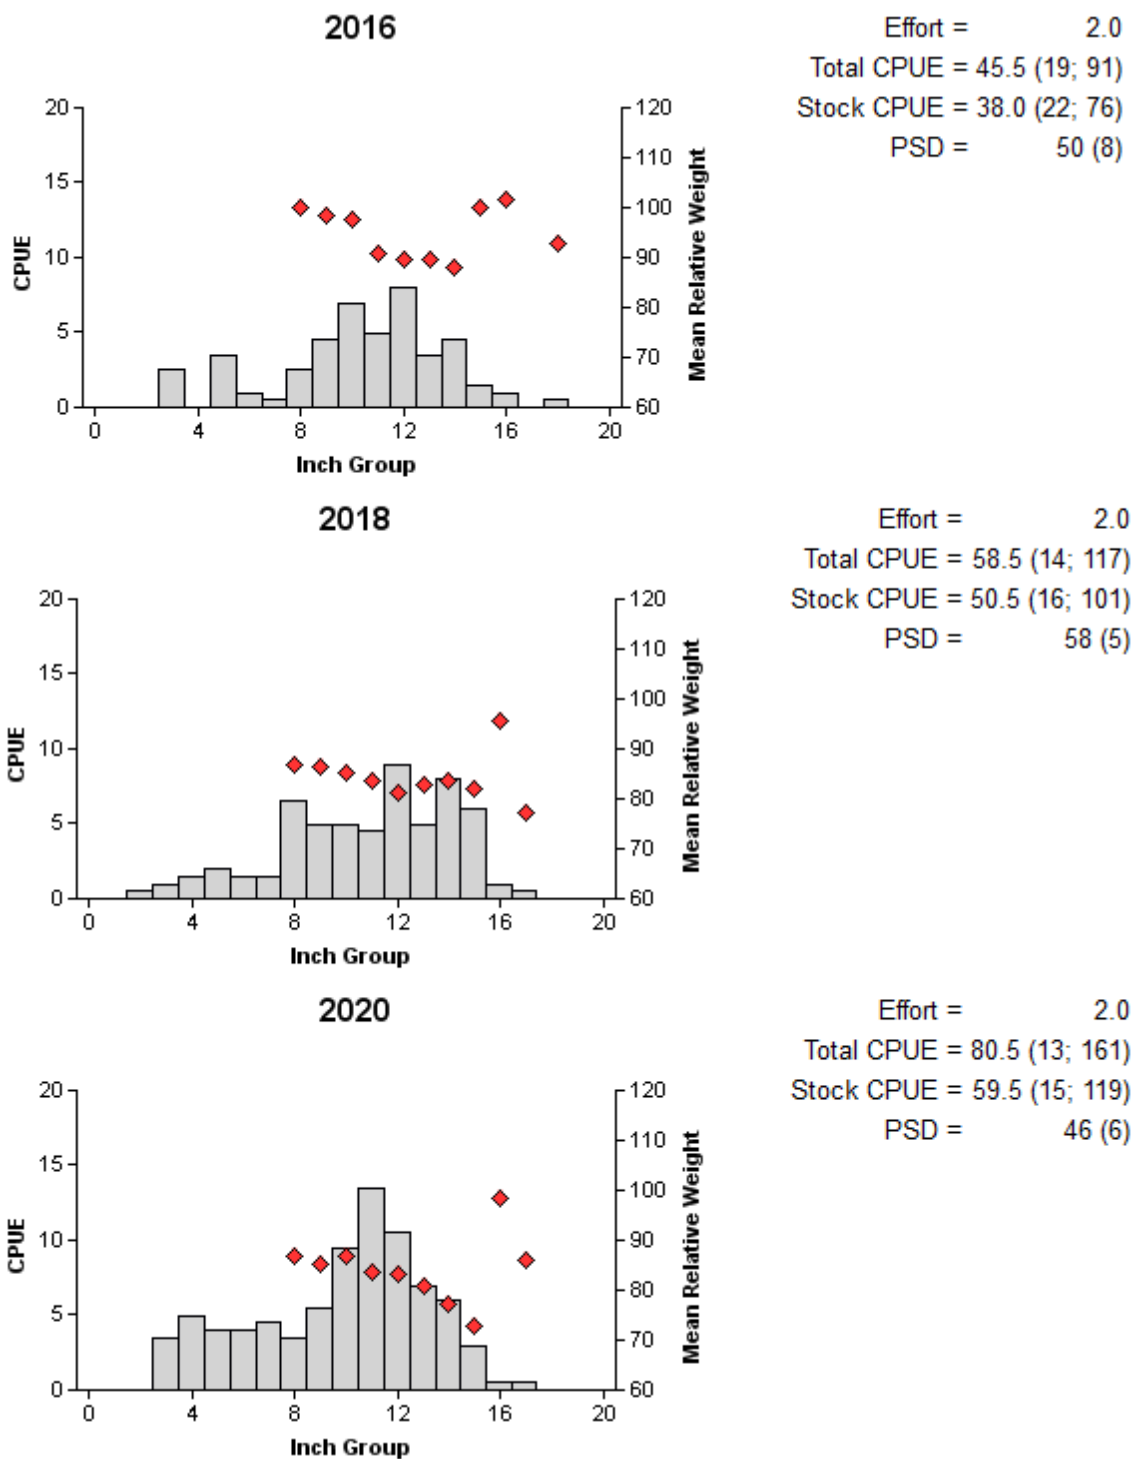 2016
Effort = 2.0
Total CPUE = 45.5 (19; 91)
Stock CPUE = 38.0 (22; 76)
PSD = 50 (8)
20
15
10
5
0
CPUE
120
110
100
90
80
70
60
Mean Relative Weight
0 4 8 12 16 20
Inch Group
2018
Effort = 2.0
Total CPUE = 58.5 (14; 117)
Stock CPUE = 50.5 (16; 101)
PSD = 58 (5)
20
15
10
5
0
CPUE
120
110
100
90
80
70
60
Mean Relative Weight
0 4 8 12 16 20
Inch Group
2020
Effort = 2.0
Total CPUE = 80.5 (13; 161)
Stock CPUE = 59.5 (15; 119)
PSD = 46 (6)
20
15
10
5
0
CPUE
120
110
100
90
80
70
60
Mean Relative Weight
0 4 8 12 16 20
Inch Group